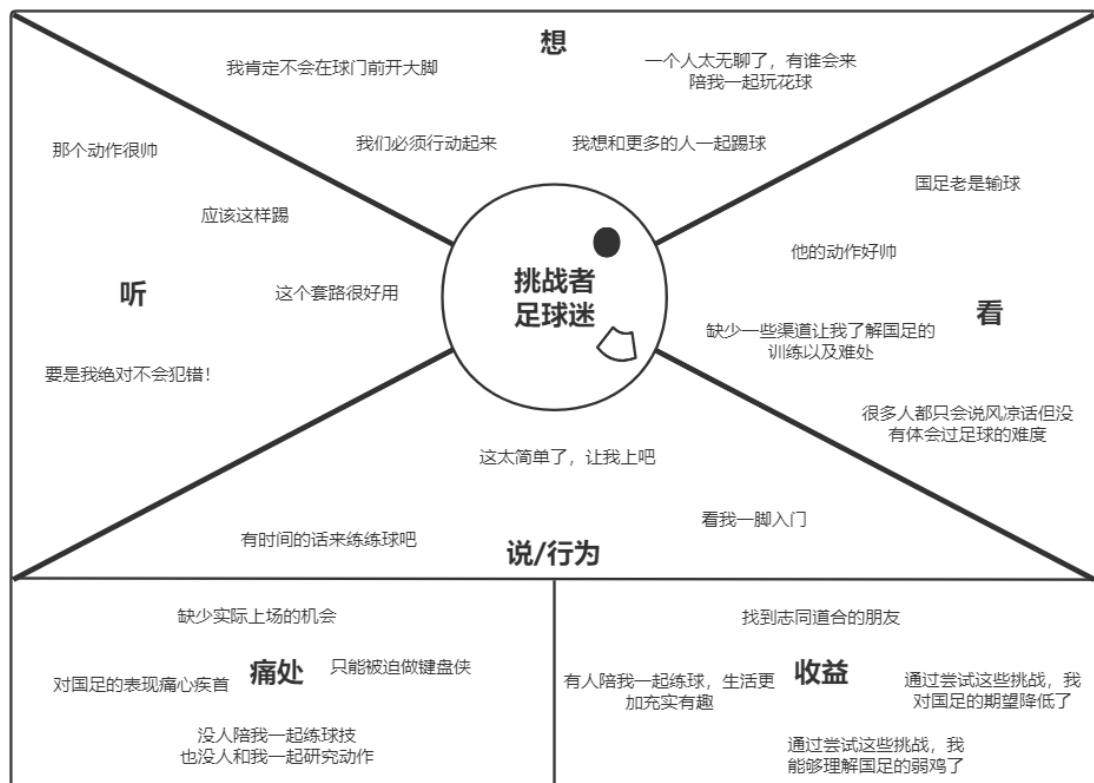 想
我肯定不会在球门前开大脚
一个人太无聊了，有谁会来
陪我一起玩花球
我们必须行动起来
我想和更多的人一起踢球
听
那个动作很帅
应该这样踢
这个套路很好用
要是我绝对不会犯错！
挑战者
足球迷
看
国足老是输球
他的动作好帅
缺少一些渠道让我了解国足的
训练以及难处
很多人都只会说风凉话但没
有体会过足球的难度
这太简单了，让我上吧
看我一脚入门
有时间的话来练练球吧
说/行为
痛处
缺少实际上场的机会
只能被迫做键盘侠
对国足的表现痛心疾首
没人陪我一起练球技
也没人和我一起研究动作
收益
找到志同道合的朋友
有人陪我一起练球，生活更
加充实有趣
通过尝试这些挑战，我
对国足的期望降低了
通过尝试这些挑战，我
能够理解国足的弱鸡了